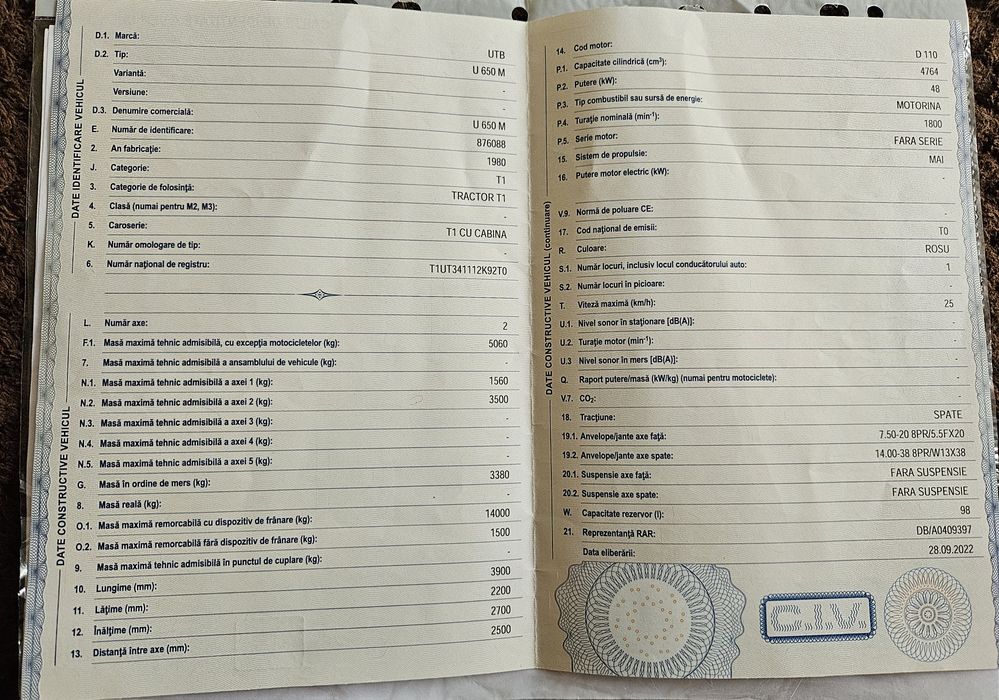 DATE IDENTIFICARE VEHICUL
D.1. Marcă: UTB
D.2. Tip: U 650 M
Variantă: -
Versiune: -
D.3. Denumire comercială: U 650 M
E. Număr de identificare: 876088
2. An fabricație: 1980
J. Categorie: T1
3. Categorie de folosință: TRACTOR T1
4. Clasă (numai pentru M2, M3): -
5. Caroserie: T1 CU CABINA
K. Număr omologare de tip: -
6. Număr național de registru: T1UT341112K92T0
DATE CONSTRUCTIVE VEHICUL
L. Număr axe: 2
F.1. Masă maximă tehnic admisibilă, cu excepția motocicletelor (kg): 5060
7. Masă maximă tehnic admisibilă a ansamblului de vehicule (kg): -
N.1. Masă maximă tehnic admisibilă a axei 1 (kg): 1560
N.2. Masă maximă tehnic admisibilă a axei 2 (kg): 3500
N.3. Masă maximă tehnic admisibilă a axei 3 (kg): -
N.4. Masă maximă tehnic admisibilă a axei 4 (kg): -
N.5. Masă maximă tehnic admisibilă a axei 5 (kg): -
G. Masă în ordine de mers (kg): 3380
8. Masă reală (kg): -
O.1. Masă maximă remorcabilă cu dispozitiv de frânare (kg): 14000
O.2. Masă maximă remorcabilă fără dispozitiv de frânare (kg): 1500
9. Masă maximă tehnic admisibilă în punctul de cuplare (kg): -
10. Lungime (mm): 3900
11. Lățime (mm): 2200
12. Înălțime (mm): 2700
13. Distanță între axe (mm): 2500
DATE CONSTRUCTIVE VEHICUL (continuare)
14. Cod motor: D 110
P.1. Capacitate cilindrică (cm³): 4764
P.2. Putere (kW): 48
P.3. Tip combustibil sau sursă de energie: MOTORINA
P.4. Turație nominală (min⁻¹): 1800
P.5. Serie motor: FARA SERIE
15. Sistem de propulsie: MAI
16. Putere motor electric (kW): -
V.9. Normă de poluare CE: -
17. Cod național de emisii: T0
R. Culoare: ROSU
S.1. Număr locuri, inclusiv locul conducătorului auto: 1
S.2. Număr locuri în picioare: -
T. Viteză maximă (km/h): 25
U.1. Nivel sonor în staționare [dB(A)]: -
U.2. Turație motor (min⁻¹): -
U.3 Nivel sonor în mers [dB(A)]: -
Q. Raport putere/masă (kW/kg) (numai pentru motociclete): -
V.7. CO₂: -
18. Tracțiune: SPATE
19.1. Anvelope/jante axe față: 7.50-20 8PR/5.5FX20
19.2. Anvelope/jante axe spate: 14.00-38 8PR/W13X38
20.1. Suspensie axe față: FARA SUSPENSIE
20.2. Suspensie axe spate: FARA SUSPENSIE
W. Capacitate rezervor (l): 98
21. Reprezentanță RAR: DB/A0409397
Data eliberării: 28.09.2022
C.I.V.